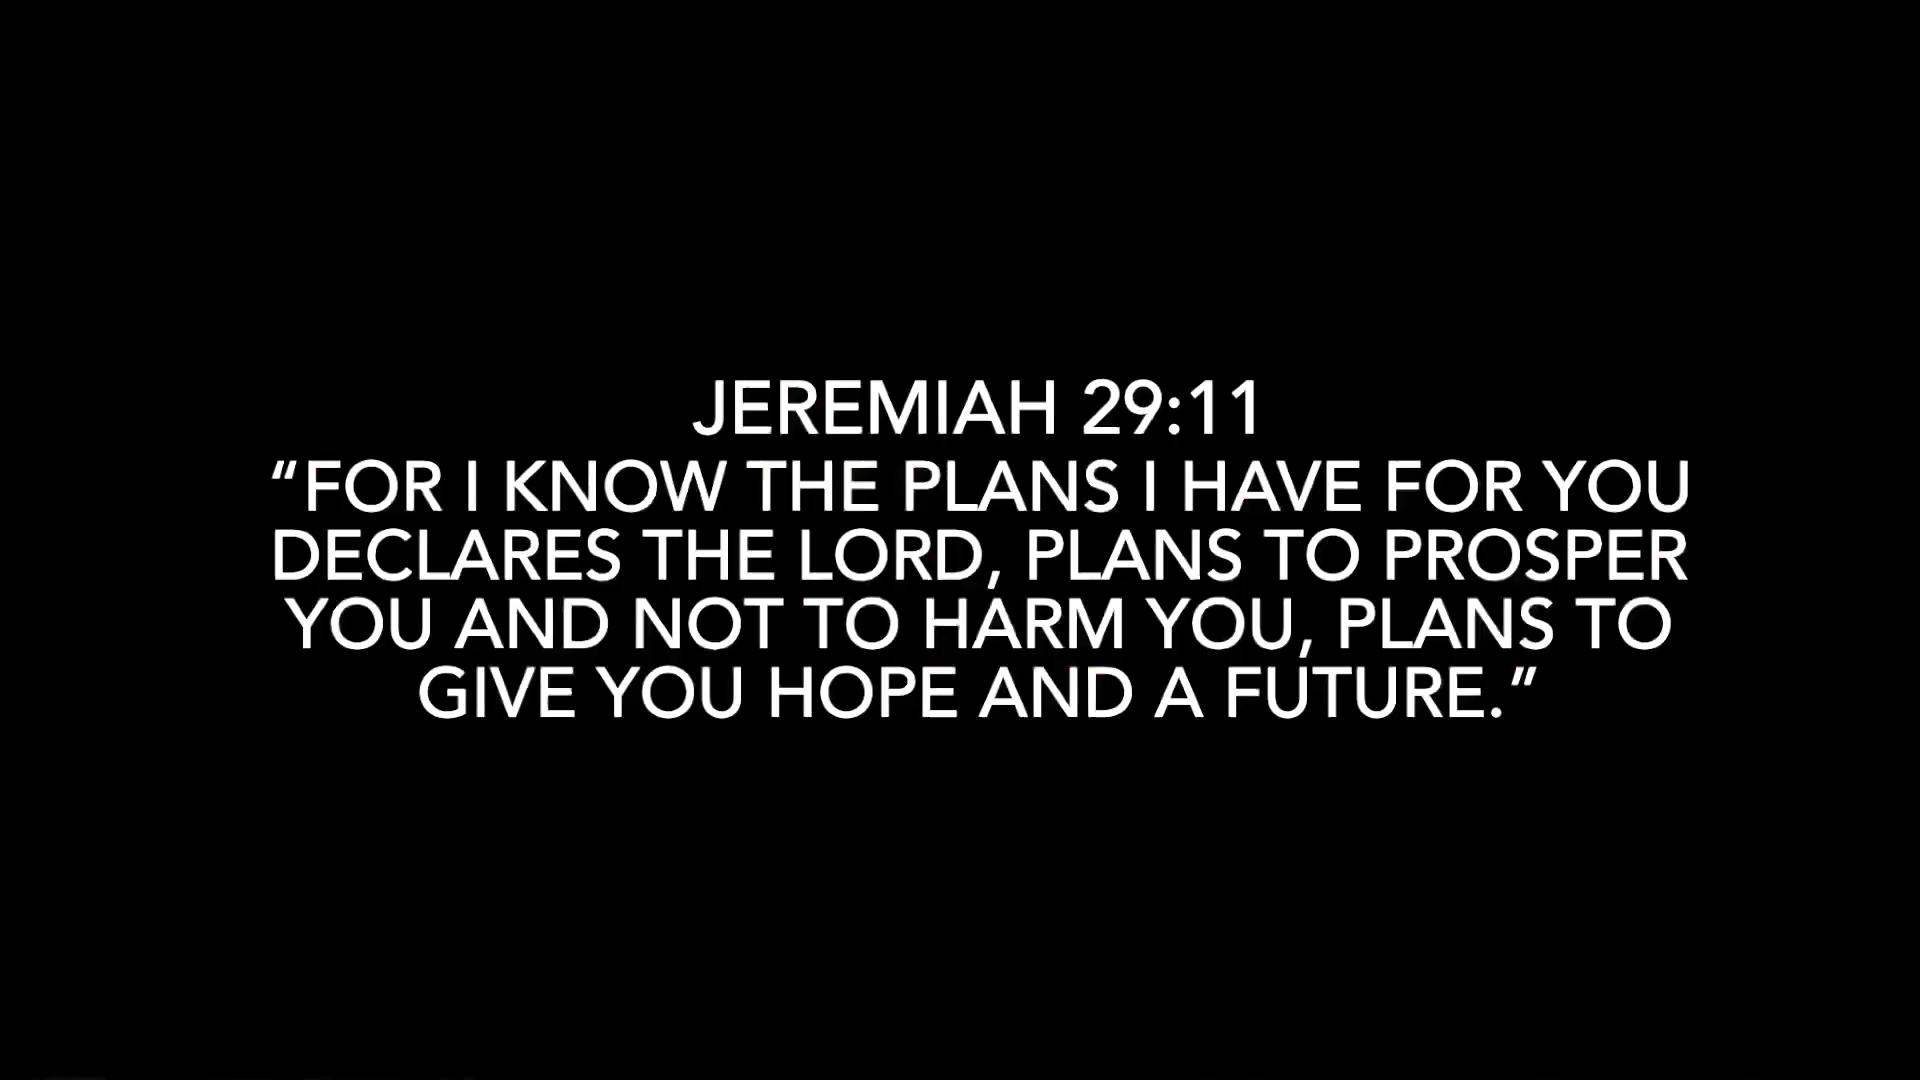 JEREMIAH 29:11
“FOR I KNOW THE PLANS I HAVE FOR YOU
DECLARES THE LORD, PLANS TO PROSPER
YOU AND NOT TO HARM YOU, PLANS TO
GIVE YOU HOPE AND A FUTURE.”